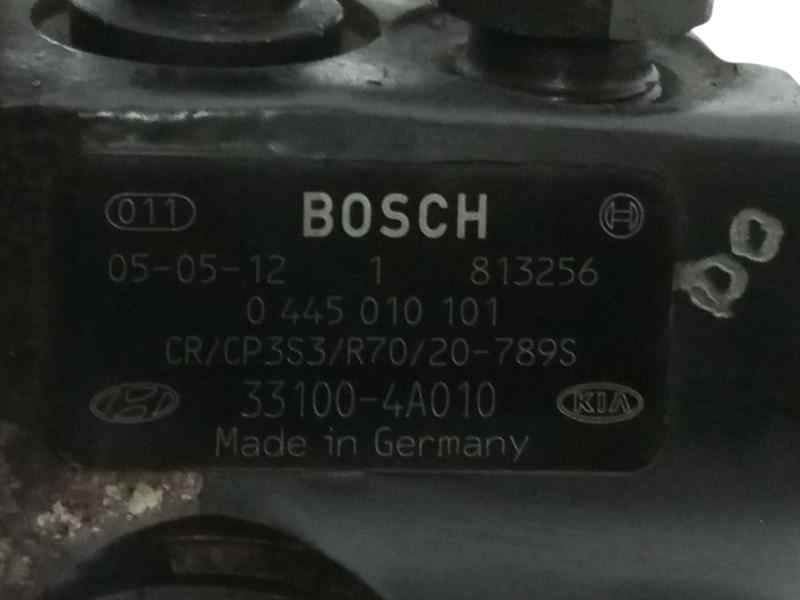 011 BOSCH
05-05-12 1 813256
0 445 010 101
CR/CP3S3/R70/20-789S
33100-4A010 KIA
Made in Germany